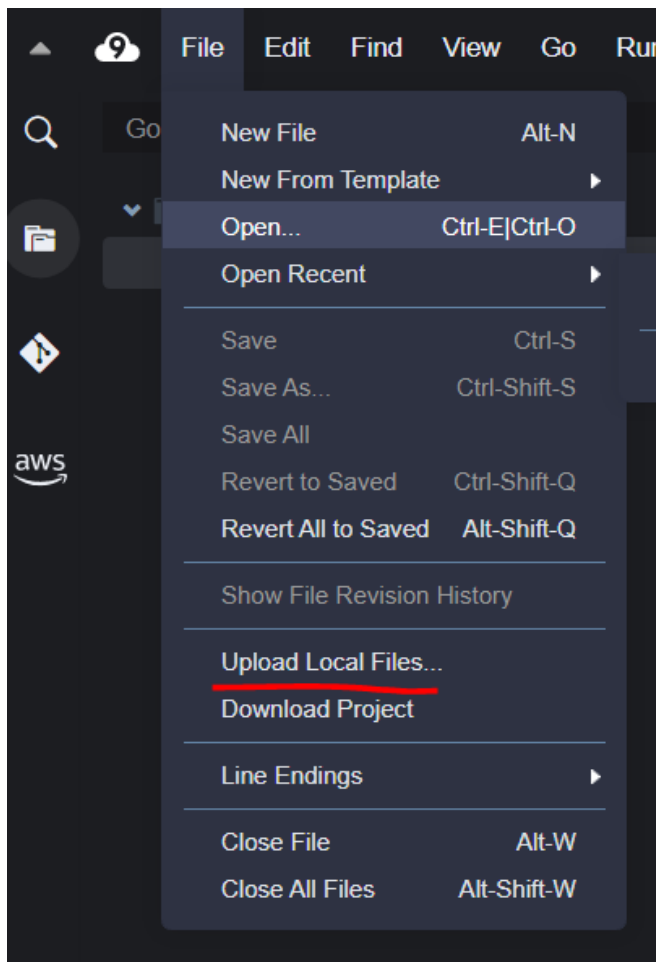 9 File Edit Find View Go Run
Go
New File Alt-N
New From Template
Open... Ctrl-E|Ctrl-O
Open Recent
Save Ctrl-S
Save As... Ctrl-Shift-S
Save All
Revert to Saved Ctrl-Shift-Q
Revert All to Saved Alt-Shift-Q
Show File Revision History
Upload Local Files...
Download Project
Line Endings
Close File Alt-W
Close All Files Alt-Shift-W
aws